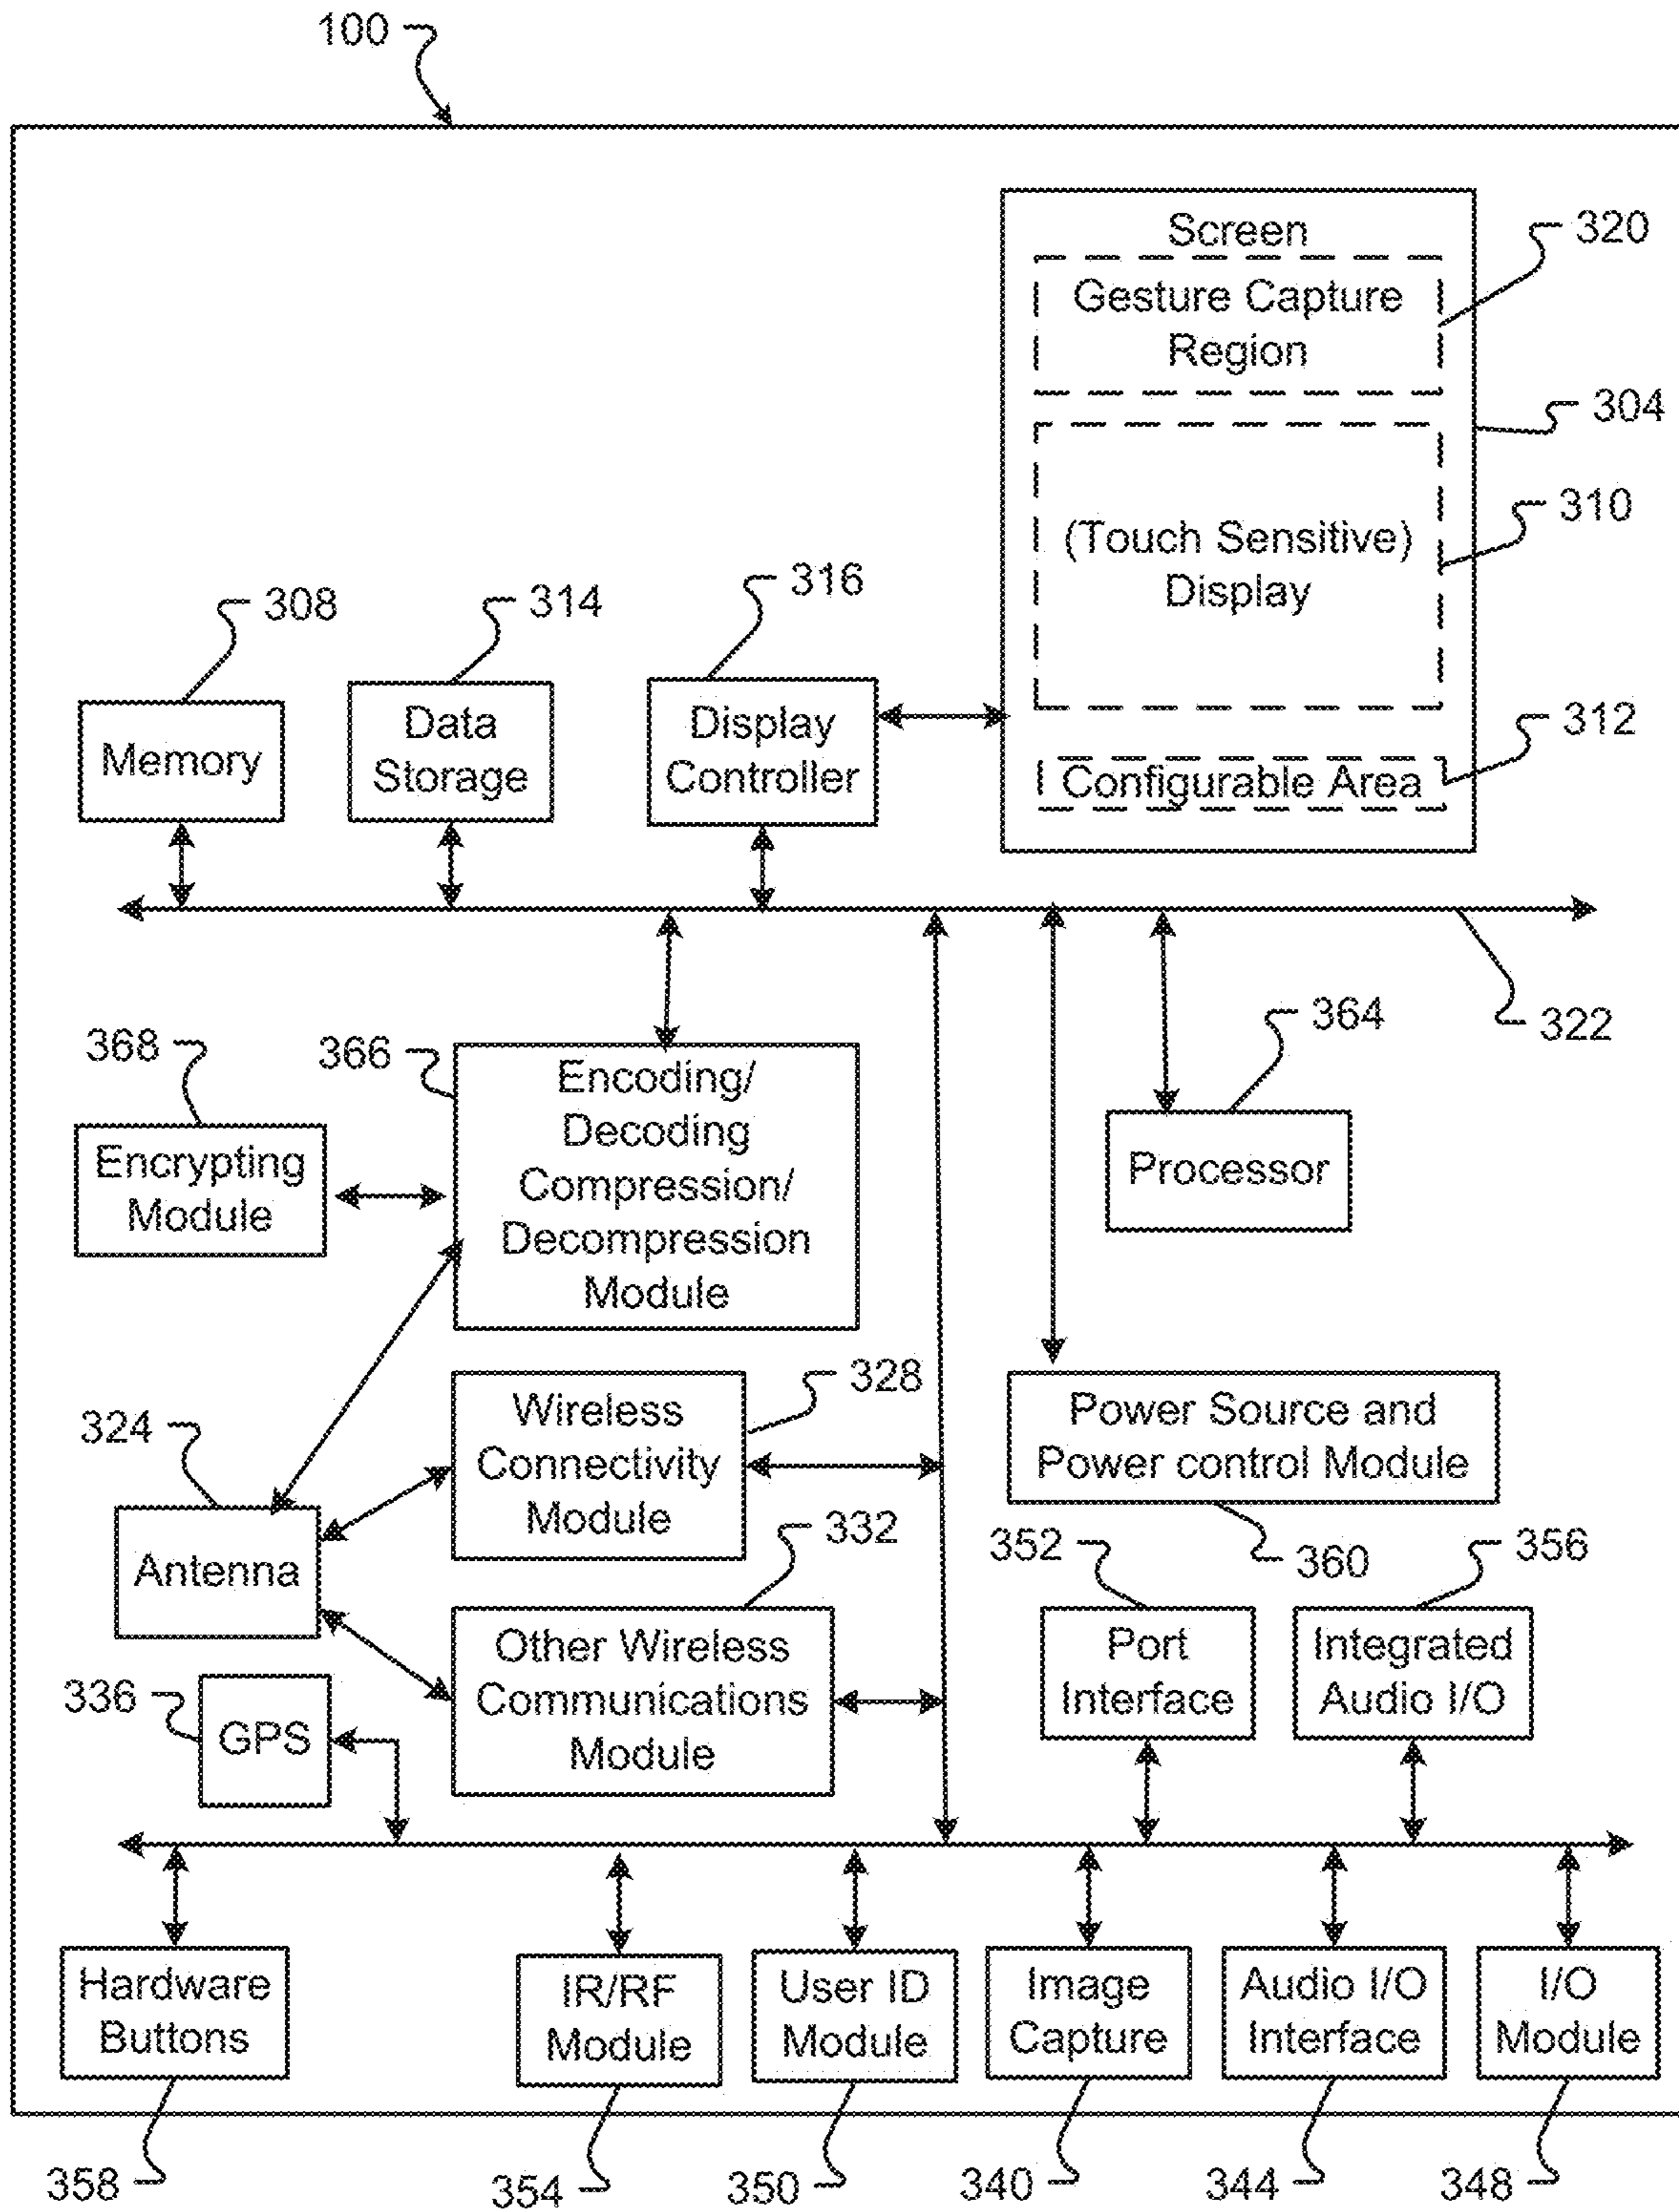 100
Screen
320
Gesture Capture
Region
304
310
(Touch Sensitive)
Display
316
314
308
312
Memory
Data
Storage
Display
Controller
Configurable Area
322
364
368
366
Encoding/
Decoding
Compression/
Decompression
Module
Encrypting
Module
Processor
328
324
Wireless
Connectivity
Module
Power Source and
Power control Module
332
352
360
356
Antenna
Other Wireless
Communications
Module
Port
Interface
Integrated
Audio I/O
336
GPS
Hardware
Buttons
IR/RF
Module
User ID
Module
Image
Capture
Audio I/O
Interface
I/O
Module
358
354
350
340
344
348